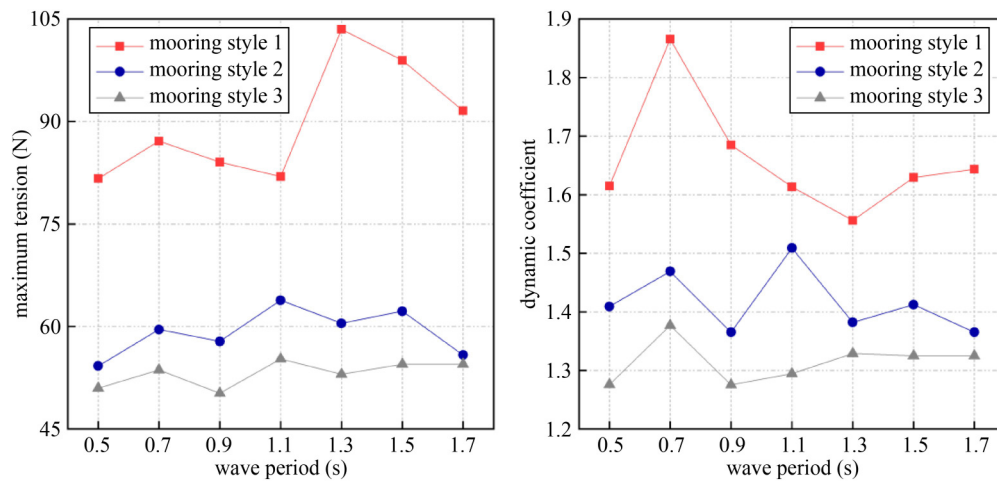 105
90
75
60
45
maximum tension (N)
mooring style 1
mooring style 2
mooring style 3
0.5 0.7 0.9 1.1 1.3 1.5 1.7
wave period (s)
1.9
1.8
1.7
1.6
1.5
1.4
1.3
1.2
dynamic coefficient
mooring style 1
mooring style 2
mooring style 3
0.5 0.7 0.9 1.1 1.3 1.5 1.7
wave period (s)